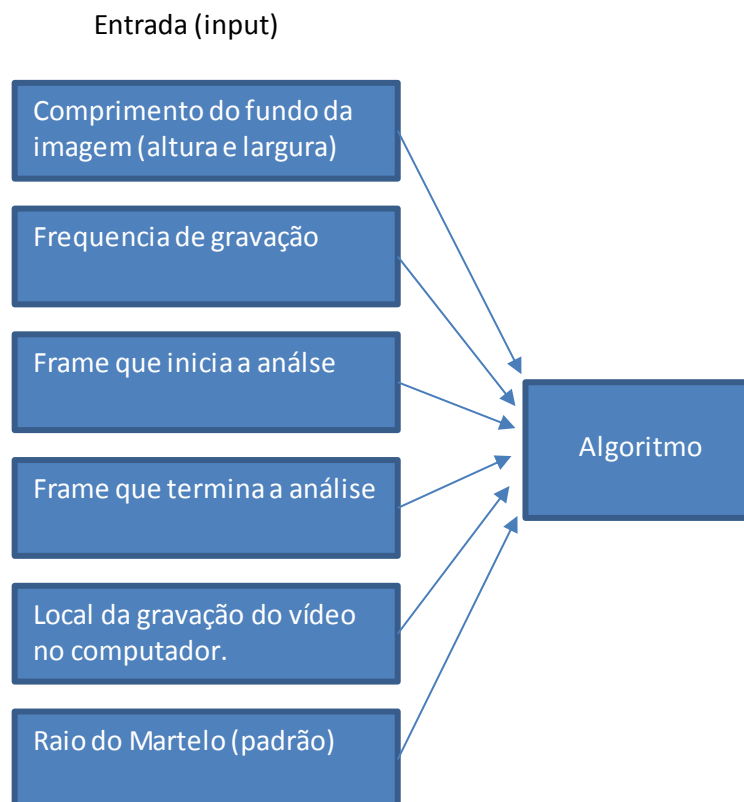 Entrada (input)
Comprimento do fundo da
imagem (altura e largura)
Frequencia de gravação
Frame que inicia a análse
Frame que termina a análise
Local da gravação do vídeo
no computador.
Raio do Martelo (padrão)
Algoritmo